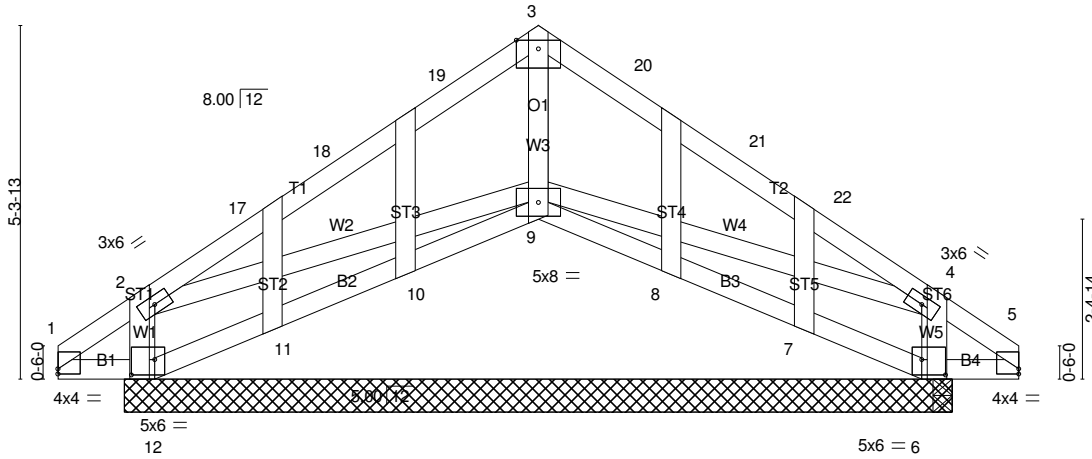 3
20
19
8.00 12
O1
21
W3
18
T1
T2
22
17
5-3-13
ST3
ST4
W2
W4
3x6
3x6
9
4
2
ST1
ST2
B2
5x8 =
B3
ST5
ST6
10
8
1
5
W1
W5
11
7
0-6-0
B1
B4
0-6-0
4x4 =
5.00 12
4x4 =
5x6 =
12
5x6 = 6